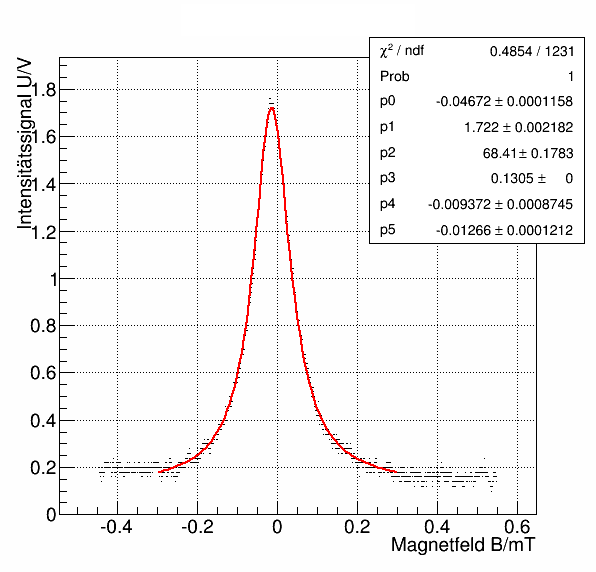 χ² / ndf 0.4854 / 1231
Prob 1
p0 -0.04672 ± 0.0001158
p1 1.722 ± 0.002182
p2 68.41 ± 0.1783
p3 0.1305 ± 0
p4 -0.009372 ± 0.0008745
p5 -0.01266 ± 0.0001212
Intensitätssignal U/V
1.8
1.6
1.4
1.2
1
0.8
0.6
0.4
0.2
0
-0.4 -0.2 0 0.2 0.4 0.6
Magnetfeld B/mT